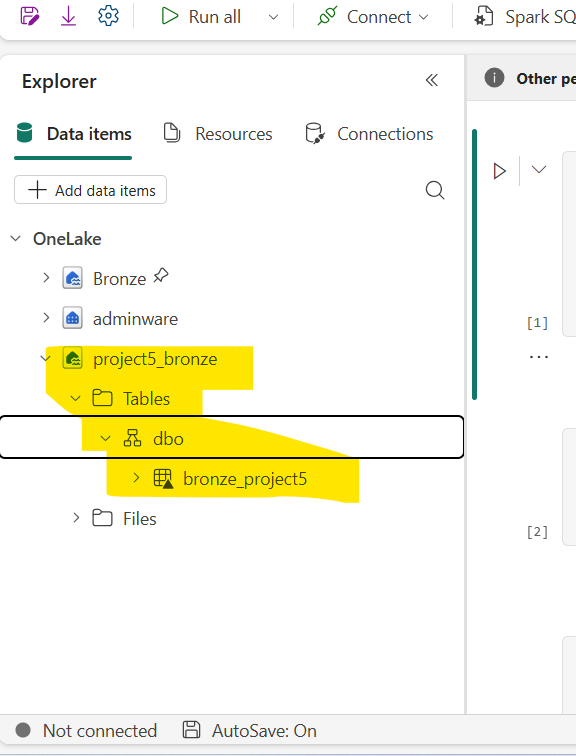 Run all
Connect
Spark SQ
Explorer
Other pe
Data items
Resources
Connections
Add data items
OneLake
Bronze
adminware
[1]
project5_bronze
...
Tables
dbo
bronze_project5
Files
[2]
Not connected
AutoSave: On